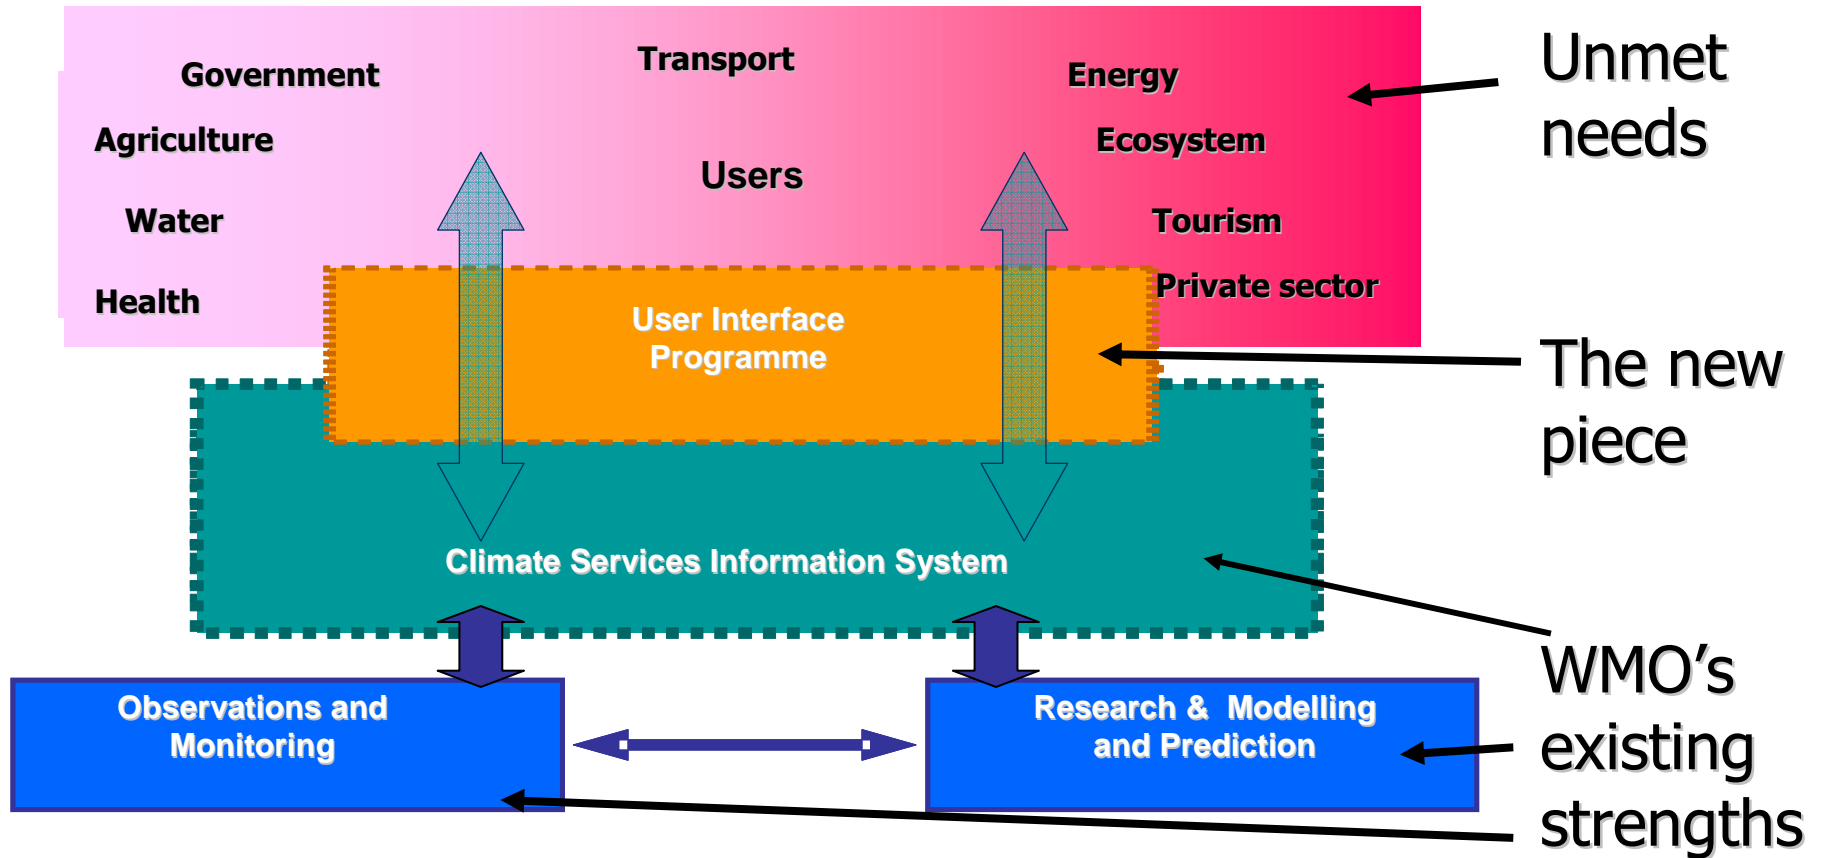 Government
Transport
Energy
Agriculture
Users
Ecosystem
Water
Tourism
Health
Private sector
User Interface
Programme
Climate Services Information System
Observations and
Monitoring
Research &  Modelling
and Prediction
Unmet
needs
The new
piece
WMO’s
existing
strengths